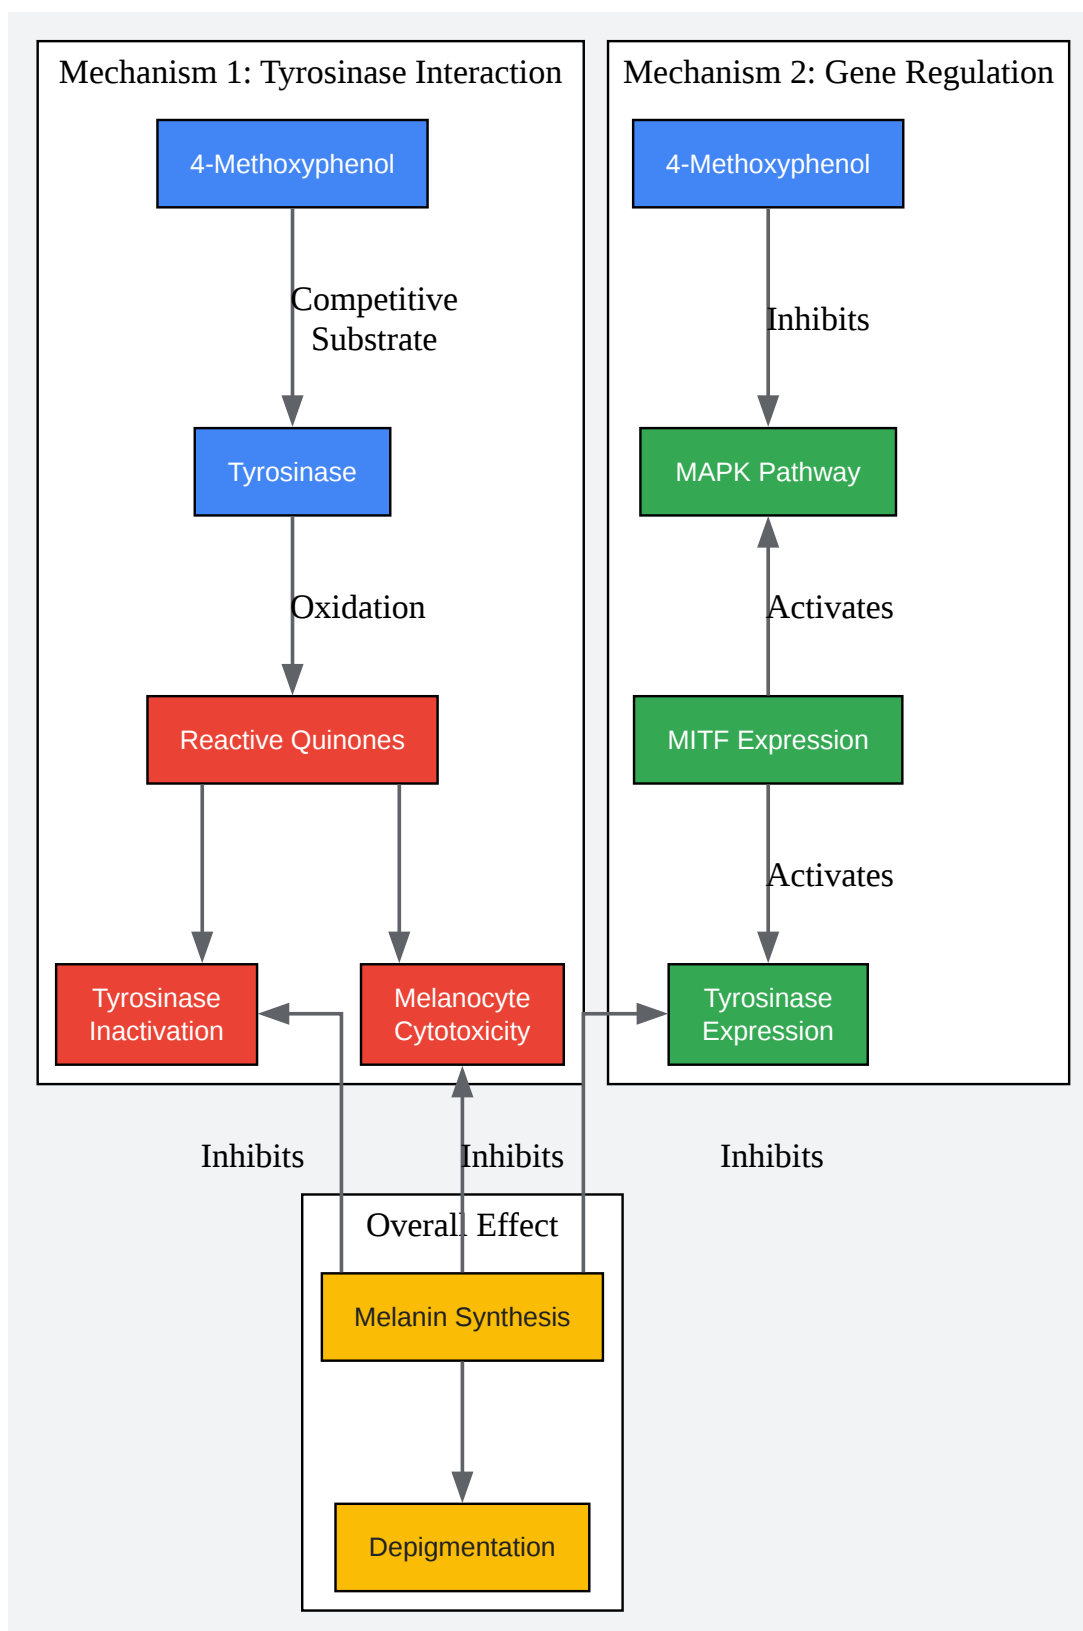 Mechanism 1: Tyrosinase Interaction
4-Methoxyphenol
Competitive
Substrate
Tyrosinase
Oxidation
Reactive Quinones
Tyrosinase
Inactivation
Melanocyte
Cytotoxicity
Mechanism 2: Gene Regulation
4-Methoxyphenol
Inhibits
MAPK Pathway
Activates
MITF Expression
Activates
Tyrosinase
Expression
Inhibits
Inhibits
Inhibits
Overall Effect
Melanin Synthesis
Depigmentation